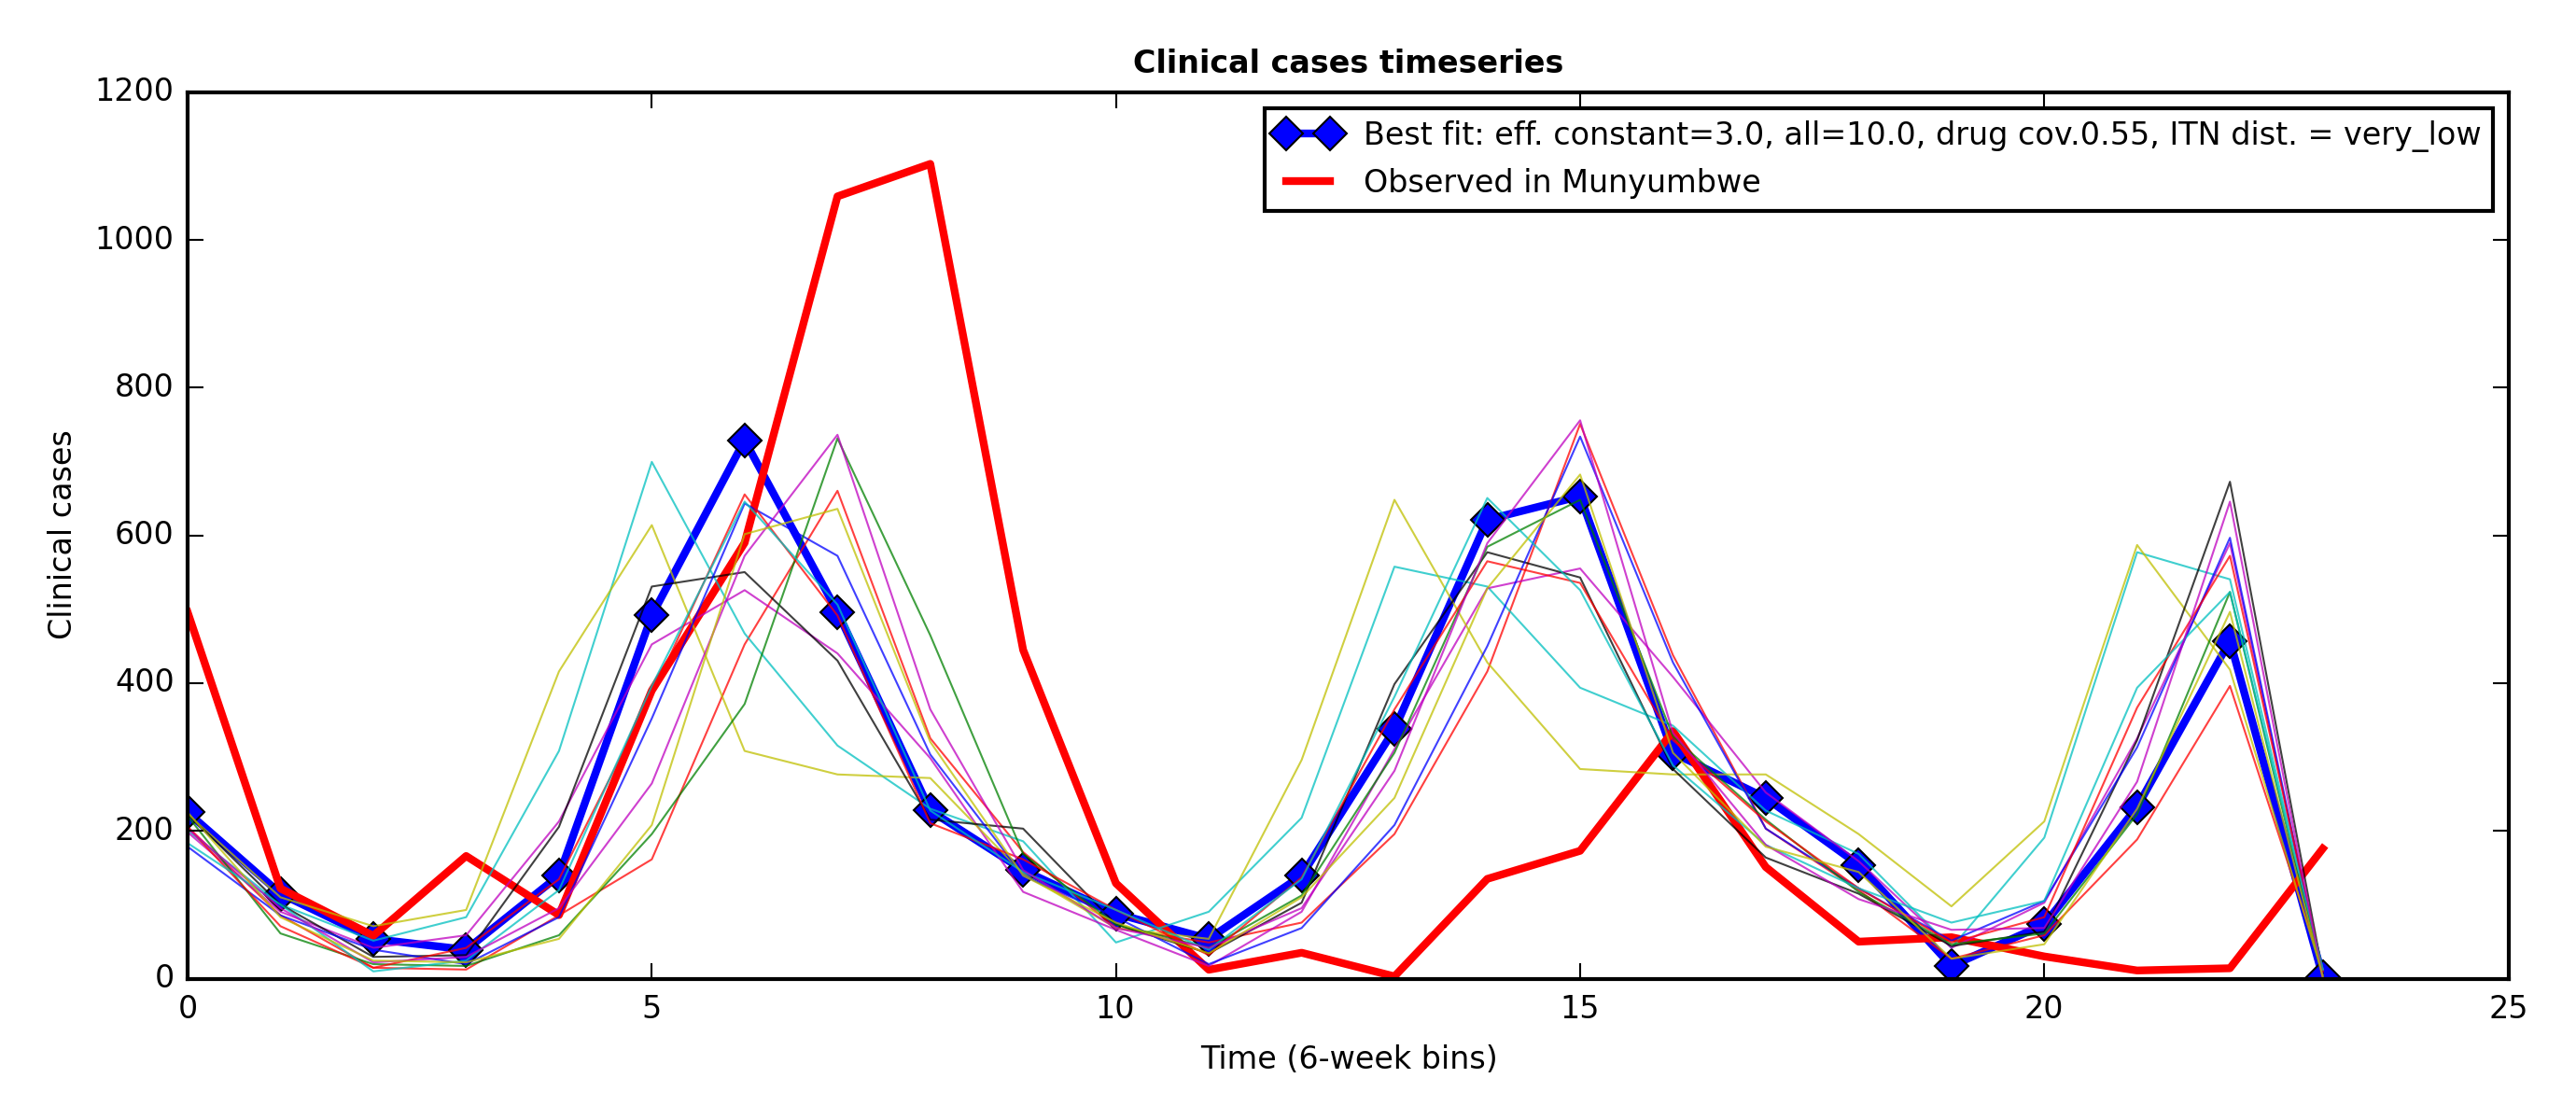 Clinical cases timeseries
1200
1000
800
600
400
200
0
Clinical cases
Best fit: eff. constant=3.0, all=10.0, drug cov.0.55, ITN dist. = very_low
Observed in Munyumbwe
0 5 10 15 20 25
Time (6-week bins)